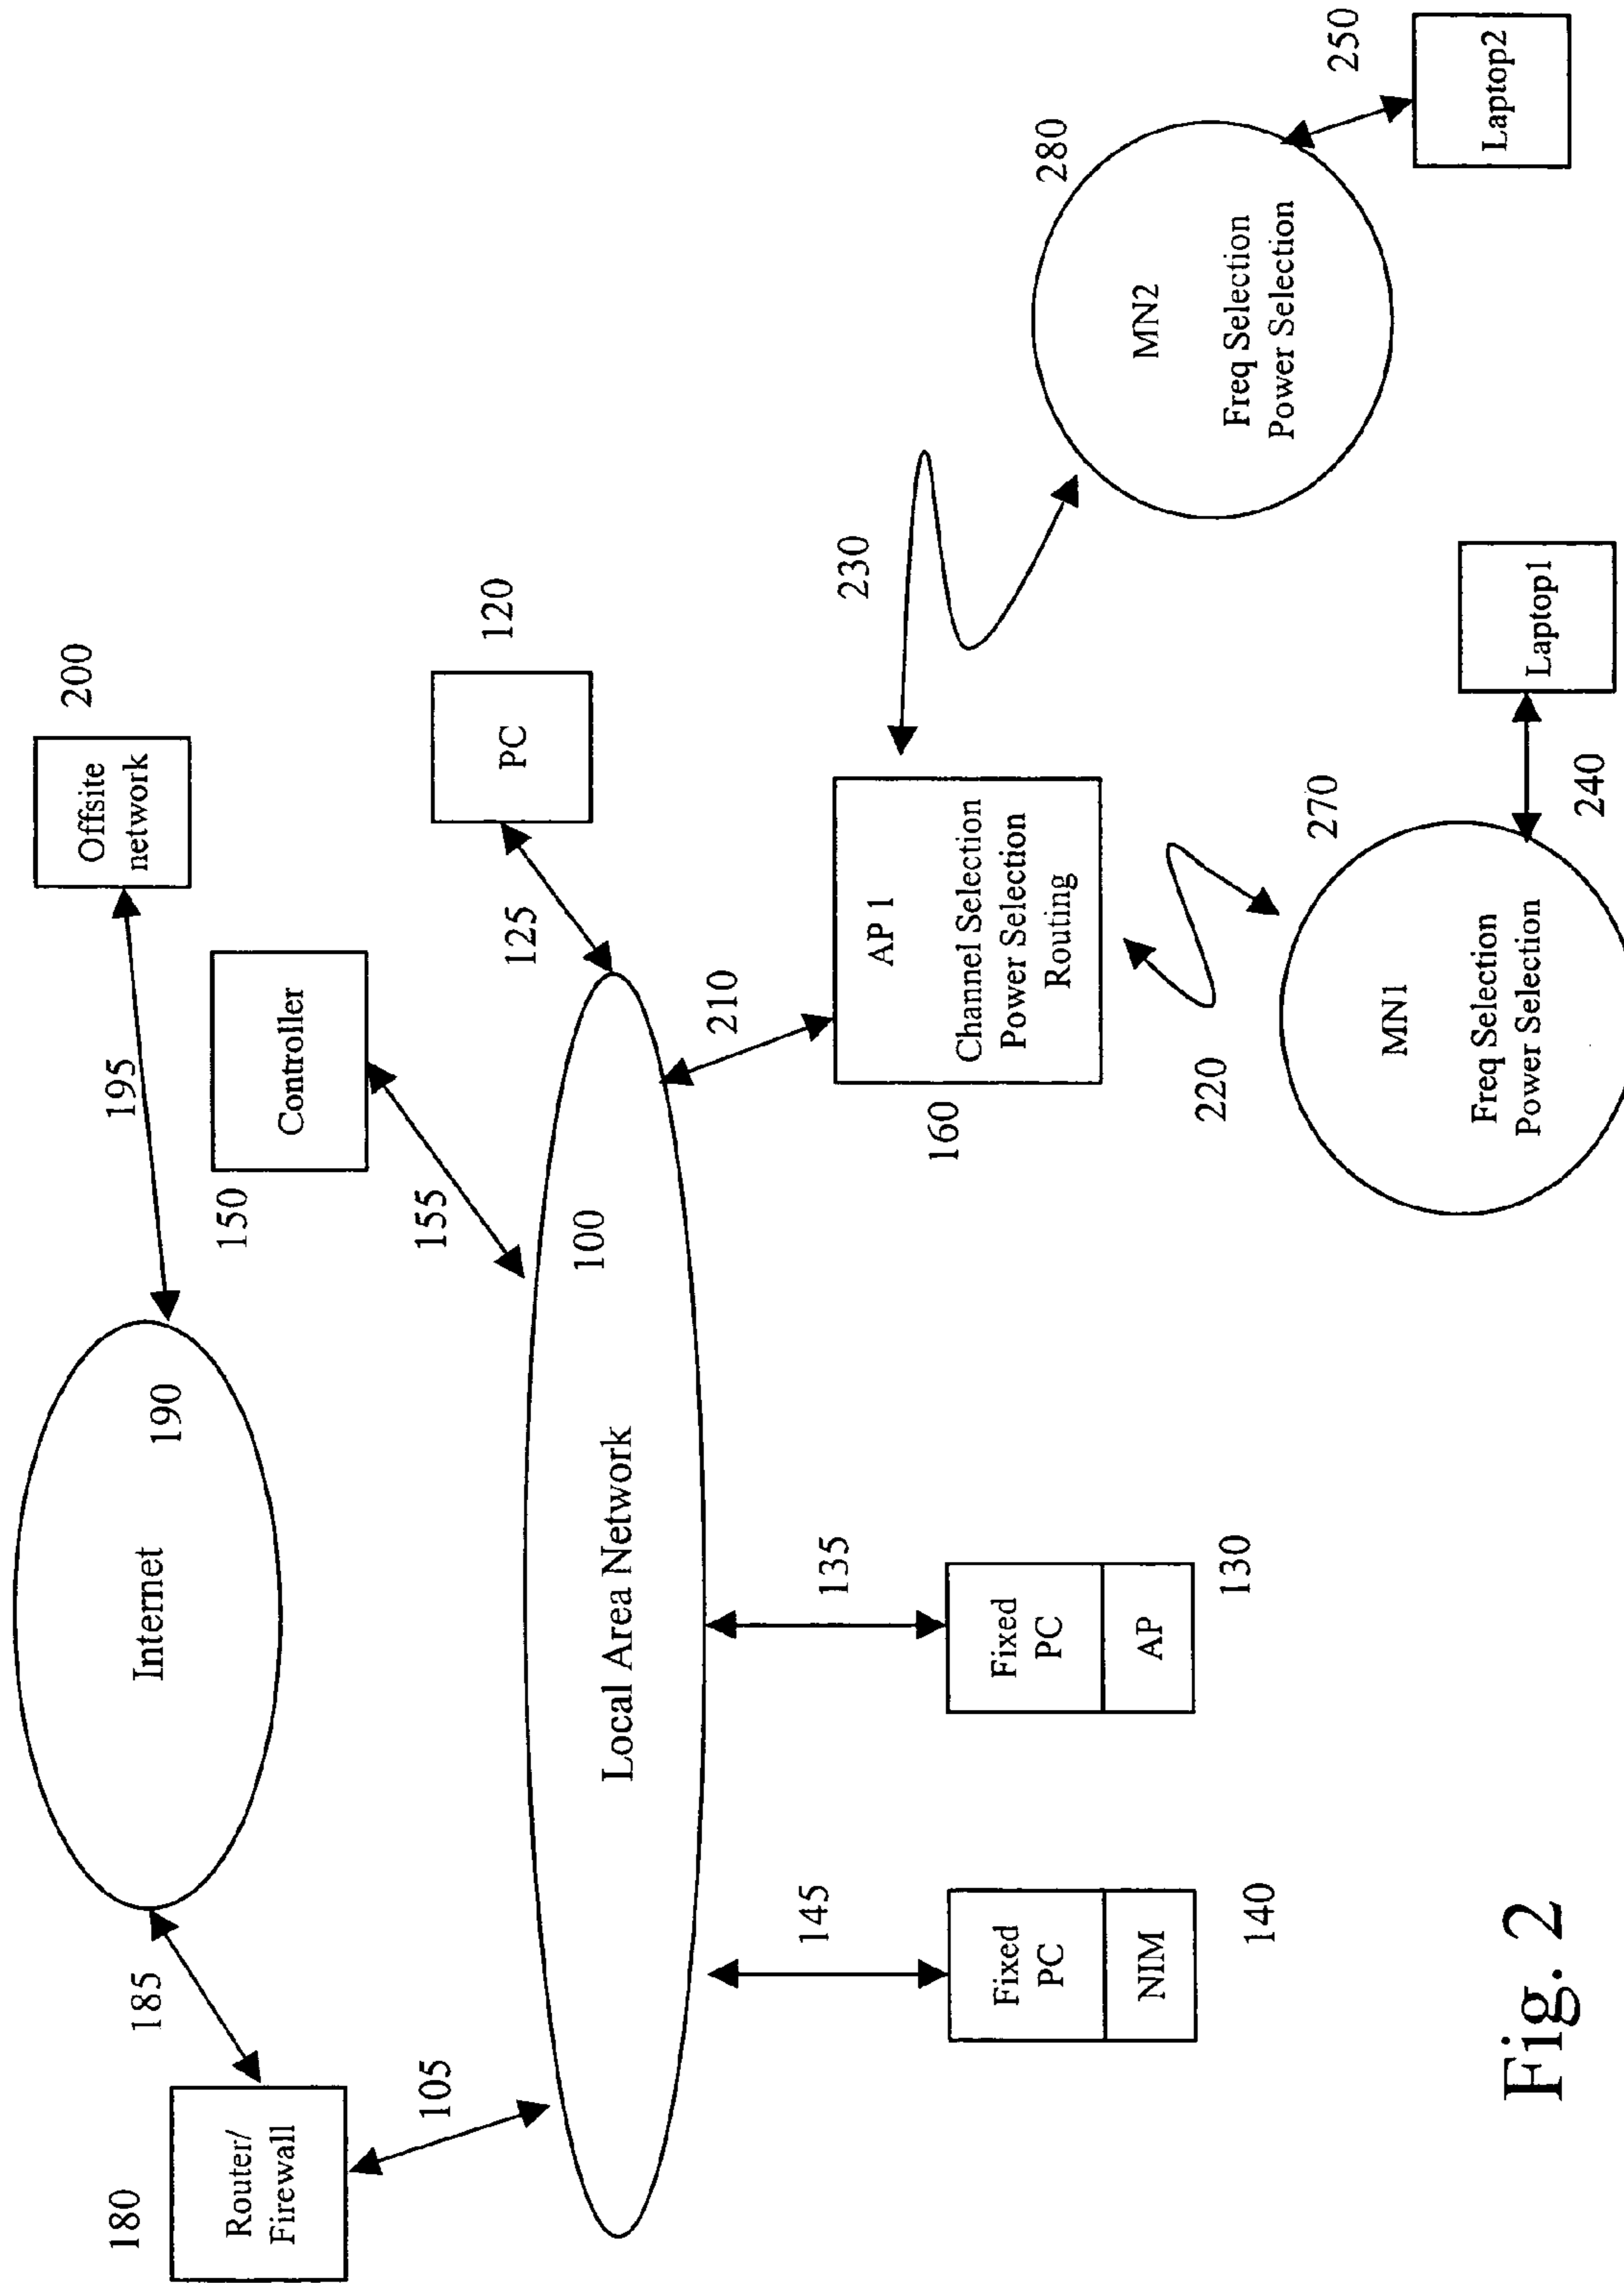 180
Router/
Firewall
185
105
Internet
190
195
Offsite
network
200
150
Controller
155
Local Area Network
100
125
PC
120
210
145
Fixed
PC
NIM
140
135
Fixed
PC
AP
130
160
AP 1
Channel Selection
Power Selection
Routing
230
220
MN1
Freq Selection
Power Selection
270
240
Laptop1
MN2
Freq Selection
Power Selection
280
250
Laptop2
Fig. 2